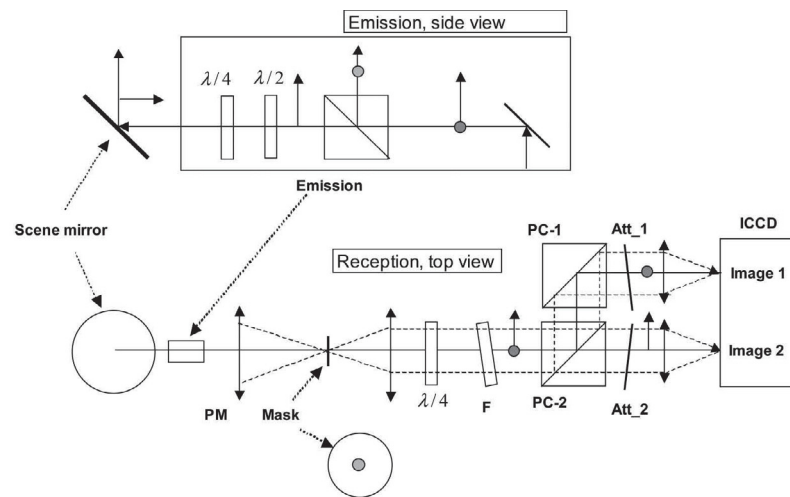 Emission, side view
λ/4
λ/2
Emission
Scene mirror
Reception, top view
PC-1
Att_1
ICCD
Image 1
Image 2
PM
Mask
λ/4
F
PC-2
Att_2